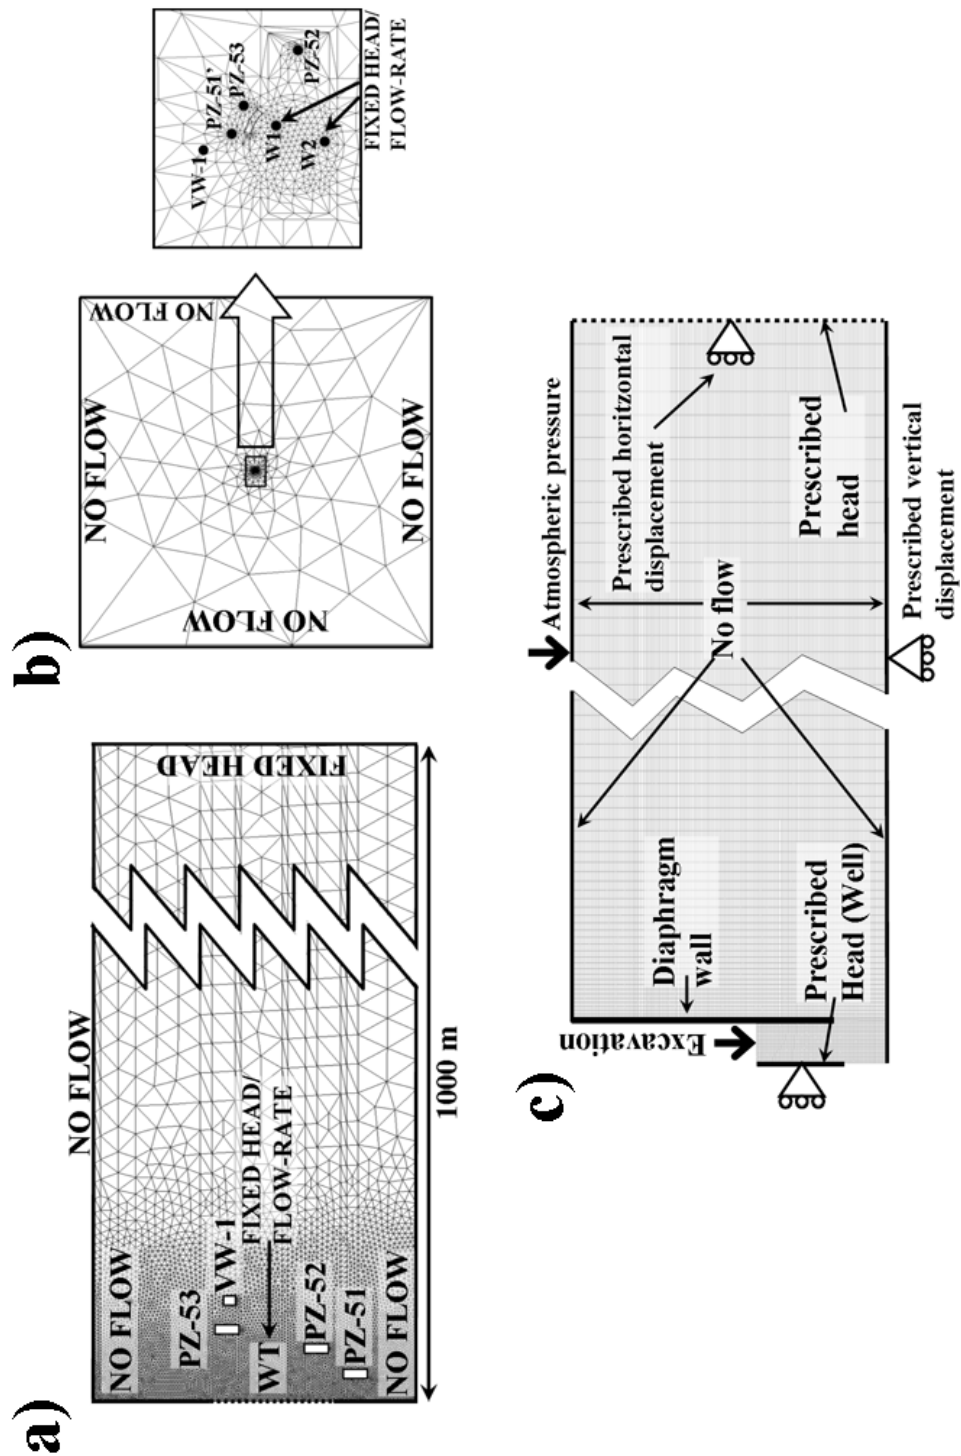 a)
NO FLOW
NO FLOW
PZ-53
VW-1
FIXED HEAD/
FLOW-RATE
WT
PZ-52
PZ-51
NO FLOW
FIXED HEAD
1000 m
b)
NO FLOW
NO FLOW
NO FLOW
NO FLOW
VW-1
PZ-51'
PZ-53
W1
W2
PZ-52
FIXED HEAD/
FLOW-RATE
c)
Atmospheric pressure
Excavation
Diaphragm
wall
No flow
Prescribed horitzontal
displacement
Prescribed
Head (Well)
Prescribed
head
Prescribed vertical
displacement